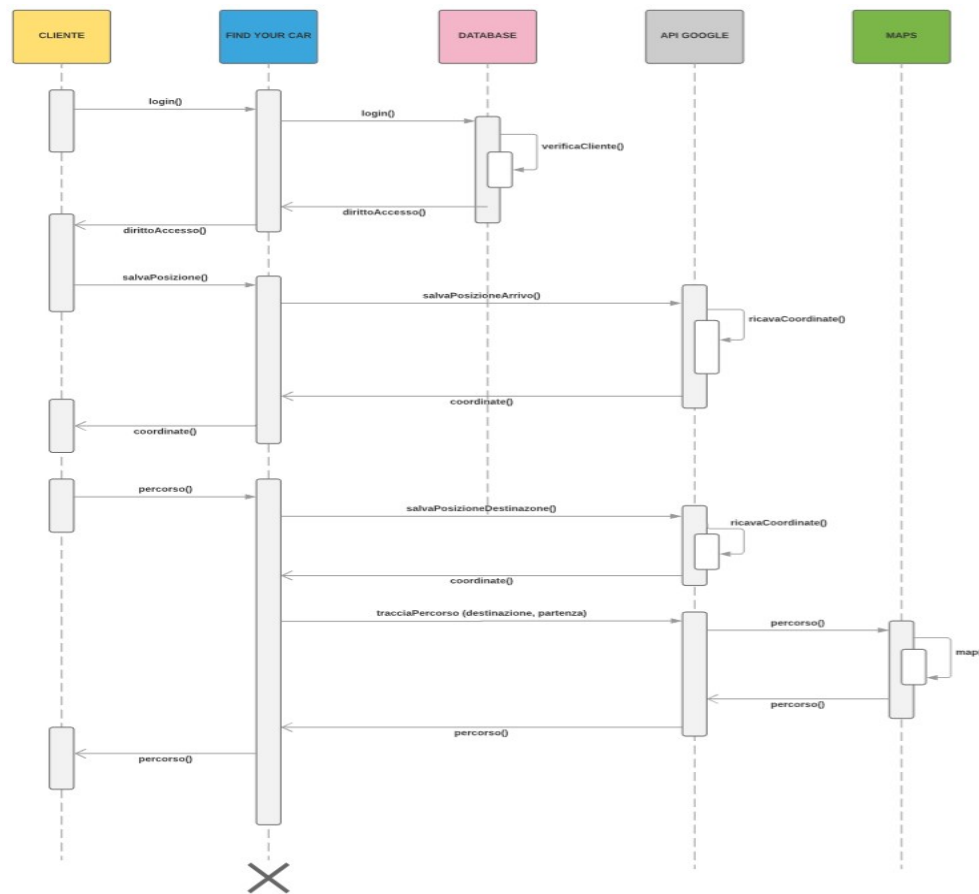 CLIENTE
FIND YOUR CAR
DATABASE
API GOOGLE
MAPS
login()
login()
verificaCliente()
dirittoAccesso()
dirittoAccesso()
salvaPosizione()
salvaPosizioneArrivo()
ricavaCoordinate()
coordinate()
coordinate()
percorso()
salvaPosizioneDestinazone()
ricavaCoordinate()
coordinate()
tracciaPercorso (destinazione, partenza)
percorso()
percorso()
percorso()
percorso()